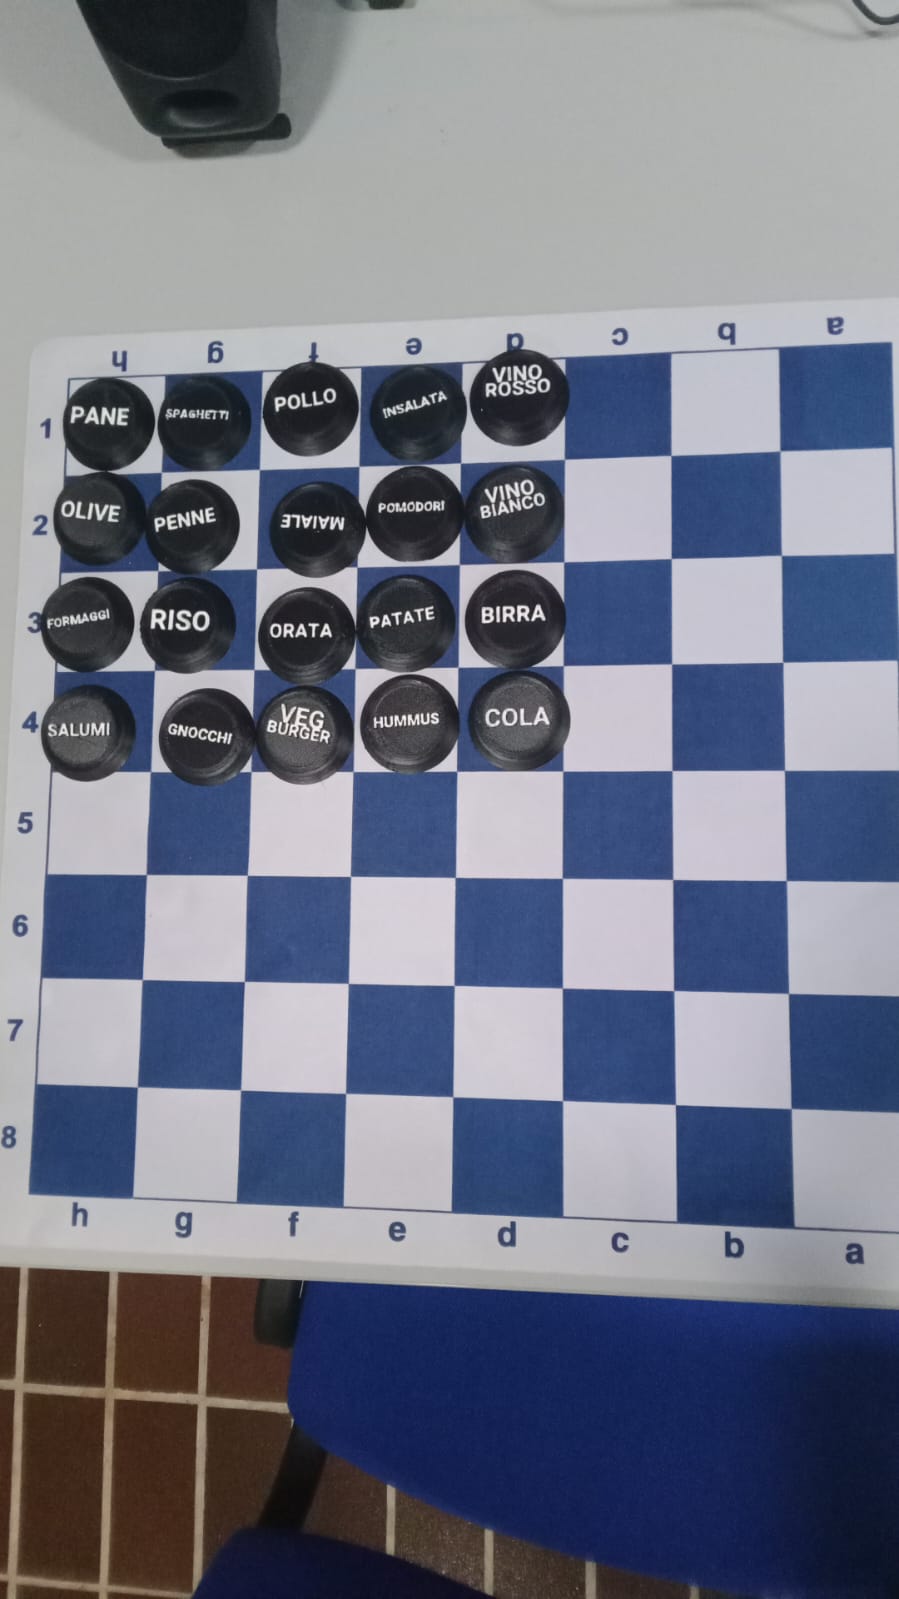 h g f e d c b a
1 PANE SPAGHETTI POLLO INSALATA VINO ROSSO
2 OLIVE PENNE MAIALE POMODORI VINO BIANCO
3 FORMAGGI RISO ORATA PATATE BIRRA
4 SALUMI GNOCCHI VEG BURGER HUMMUS COLA
5
6
7
8
h g f e d c b a